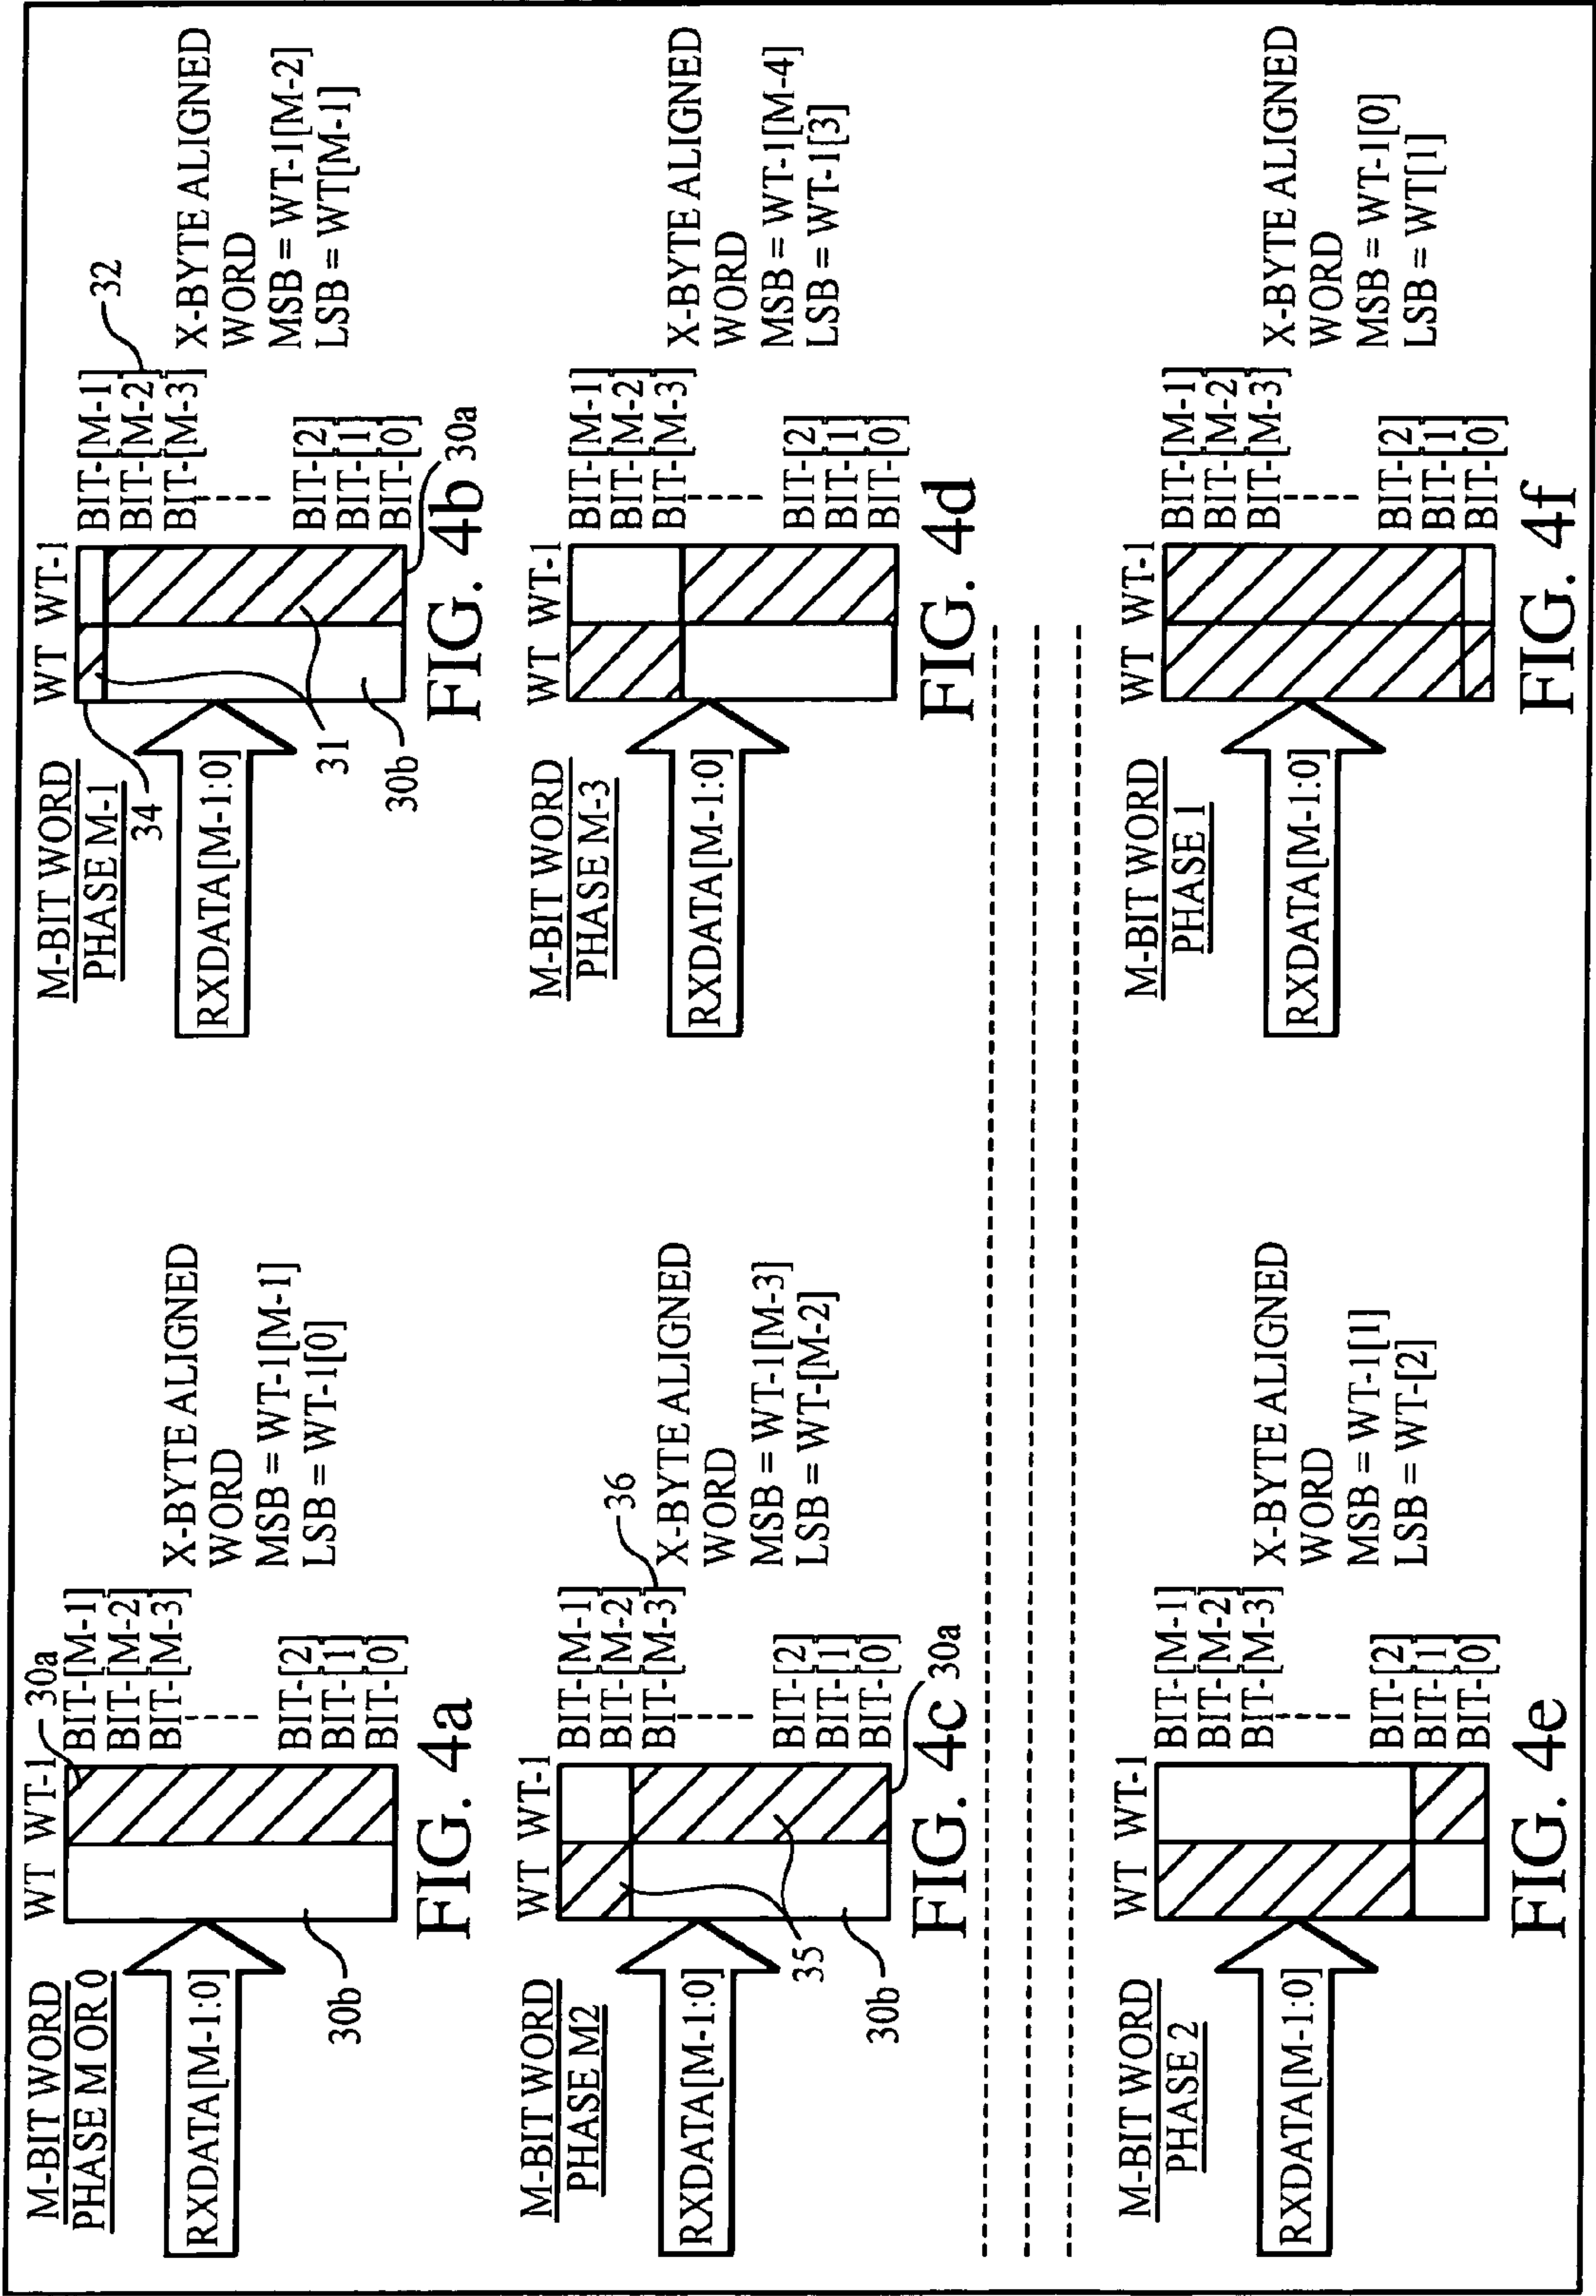 M-BIT WORD
PHASE M OR 0
WT WT-1
30a
BIT-[M-1]
BIT-[M-2]
BIT-[M-3]
BIT-[2]
BIT-[1]
BIT-[0]
RXDATA[M-1:0]
30b
X-BYTE ALIGNED
WORD
MSB = WT-1[M-1]
LSB = WT-1[0]
FIG. 4a
M-BIT WORD
PHASE M-1
34
WT WT-1
BIT-[M-1]
BIT-[M-2]
BIT-[M-3]
32
BIT-[2]
BIT-[1]
BIT-[0]
RXDATA[M-1:0]
31
30b
30a
X-BYTE ALIGNED
WORD
MSB = WT-1[M-2]
LSB = WT[M-1]
FIG. 4b
M-BIT WORD
PHASE M2
WT WT-1
BIT-[M-1]
BIT-[M-2]
BIT-[M-3]
36
BIT-[2]
BIT-[1]
BIT-[0]
RXDATA[M-1:0]
35
30b
30a
X-BYTE ALIGNED
WORD
MSB = WT-1[M-3]
LSB = WT-[M-2]
FIG. 4c
M-BIT WORD
PHASE M-3
WT WT-1
BIT-[M-1]
BIT-[M-2]
BIT-[M-3]
BIT-[2]
BIT-[1]
BIT-[0]
RXDATA[M-1:0]
X-BYTE ALIGNED
WORD
MSB = WT-1[M-4]
LSB = WT-1[3]
FIG. 4d
M-BIT WORD
PHASE 2
WT WT-1
BIT-[M-1]
BIT-[M-2]
BIT-[M-3]
BIT-[2]
BIT-[1]
BIT-[0]
RXDATA[M-1:0]
X-BYTE ALIGNED
WORD
MSB = WT-1[1]
LSB = WT-[2]
FIG. 4e
M-BIT WORD
PHASE 1
WT WT-1
BIT-[M-1]
BIT-[M-2]
BIT-[M-3]
BIT-[2]
BIT-[1]
BIT-[0]
RXDATA[M-1:0]
X-BYTE ALIGNED
WORD
MSB = WT-1[0]
LSB = WT[1]
FIG. 4f